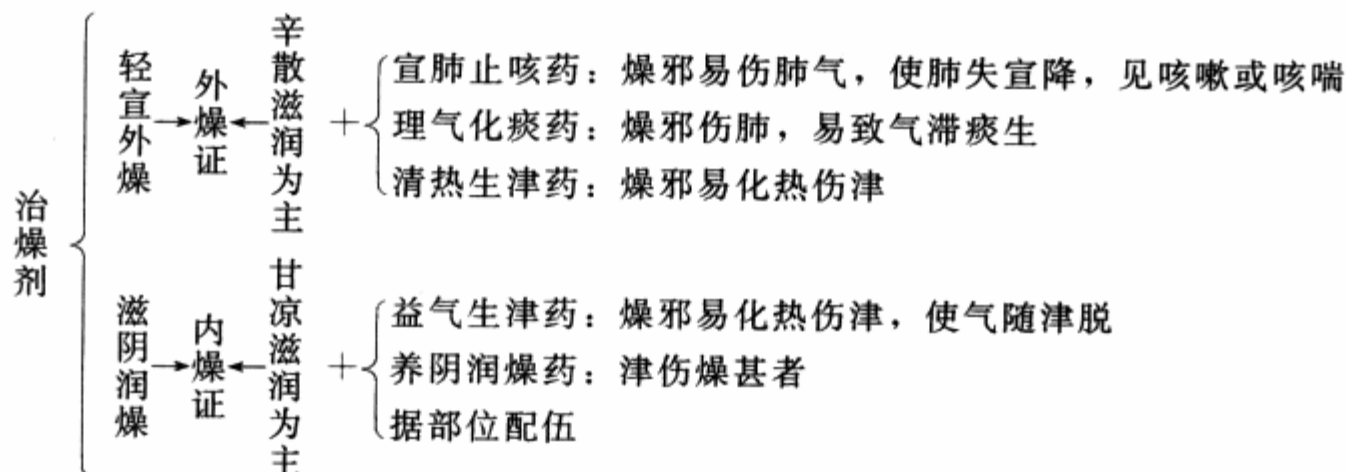 治燥剂
轻宣外燥
外燥证
辛散滋润为主
+
宣肺止咳药：燥邪易伤肺气，使肺失宣降，见咳嗽或咳喘
理气化痰药：燥邪伤肺，易致气滞痰生
清热生津药：燥邪易化热伤津
滋阴润燥
内燥证
甘凉滋润为主
+
益气生津药：燥邪易化热伤津，使气随津脱
养阴润燥药：津伤燥甚者
据部位配伍